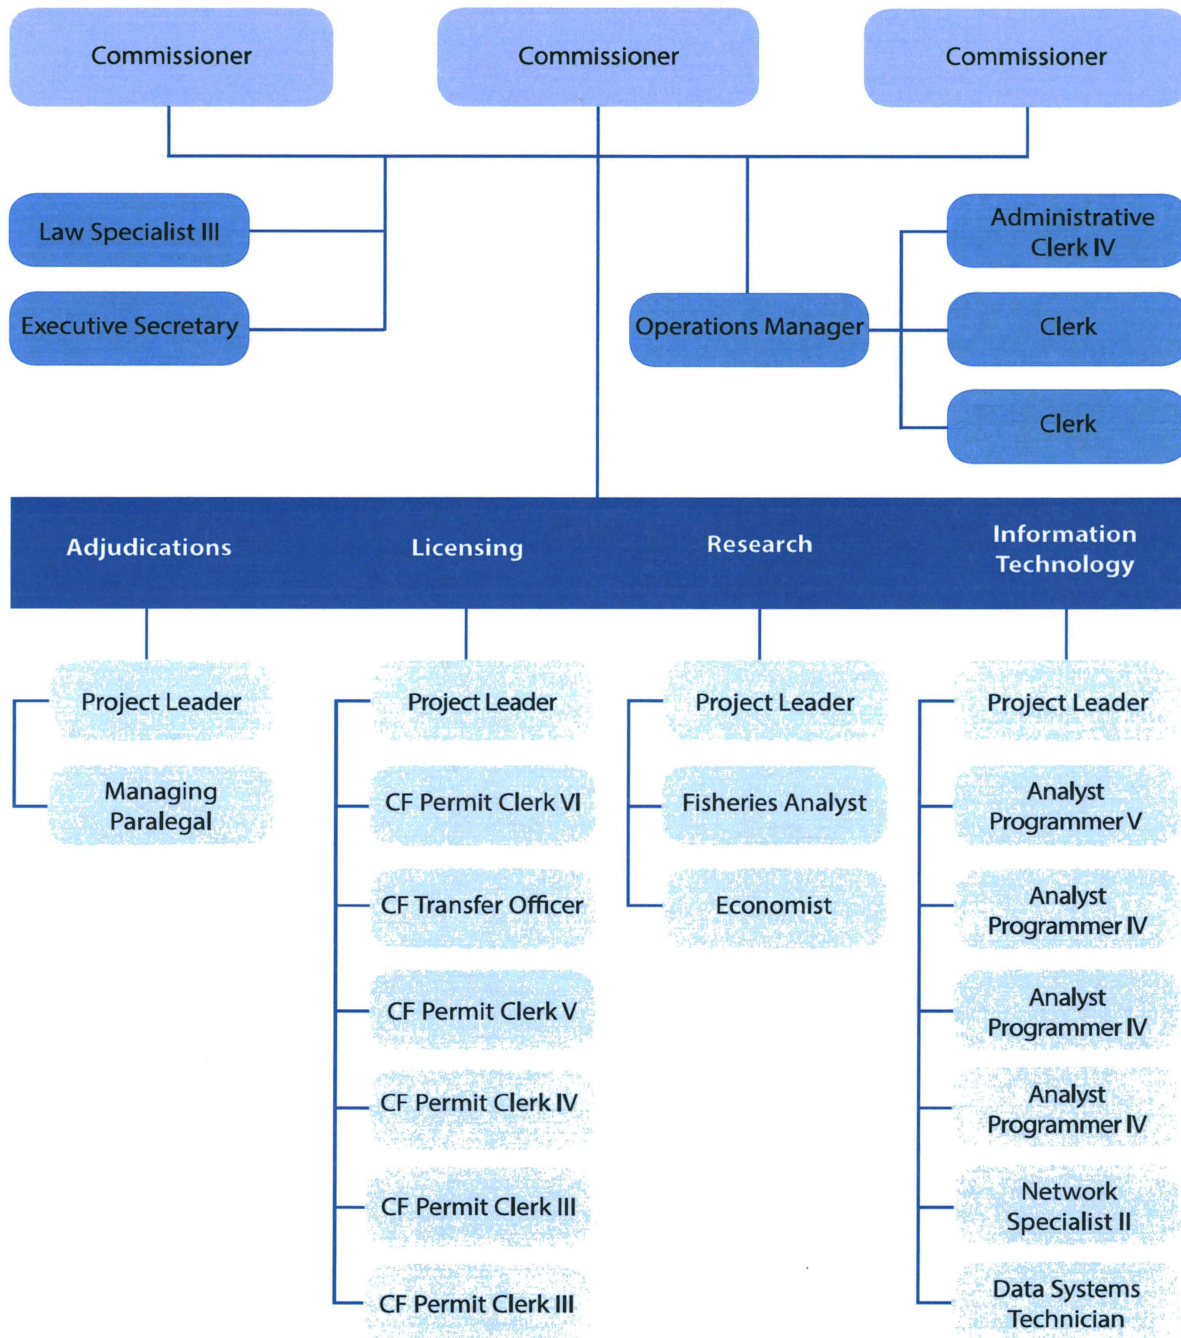 Commissioner
Commissioner
Commissioner
Law Specialist III
Executive Secretary
Operations Manager
Administrative
Clerk IV
Clerk
Clerk
Adjudications
Licensing
Research
Information
Technology
Project Leader
Managing
Paralegal
Project Leader
CF Permit Clerk VI
CF Transfer Officer
CF Permit Clerk V
CF Permit Clerk IV
CF Permit Clerk III
CF Permit Clerk III
Project Leader
Fisheries Analyst
Economist
Project Leader
Analyst
Programmer V
Analyst
Programmer IV
Analyst
Programmer IV
Analyst
Programmer IV
Network
Specialist II
Data Systems
Technician